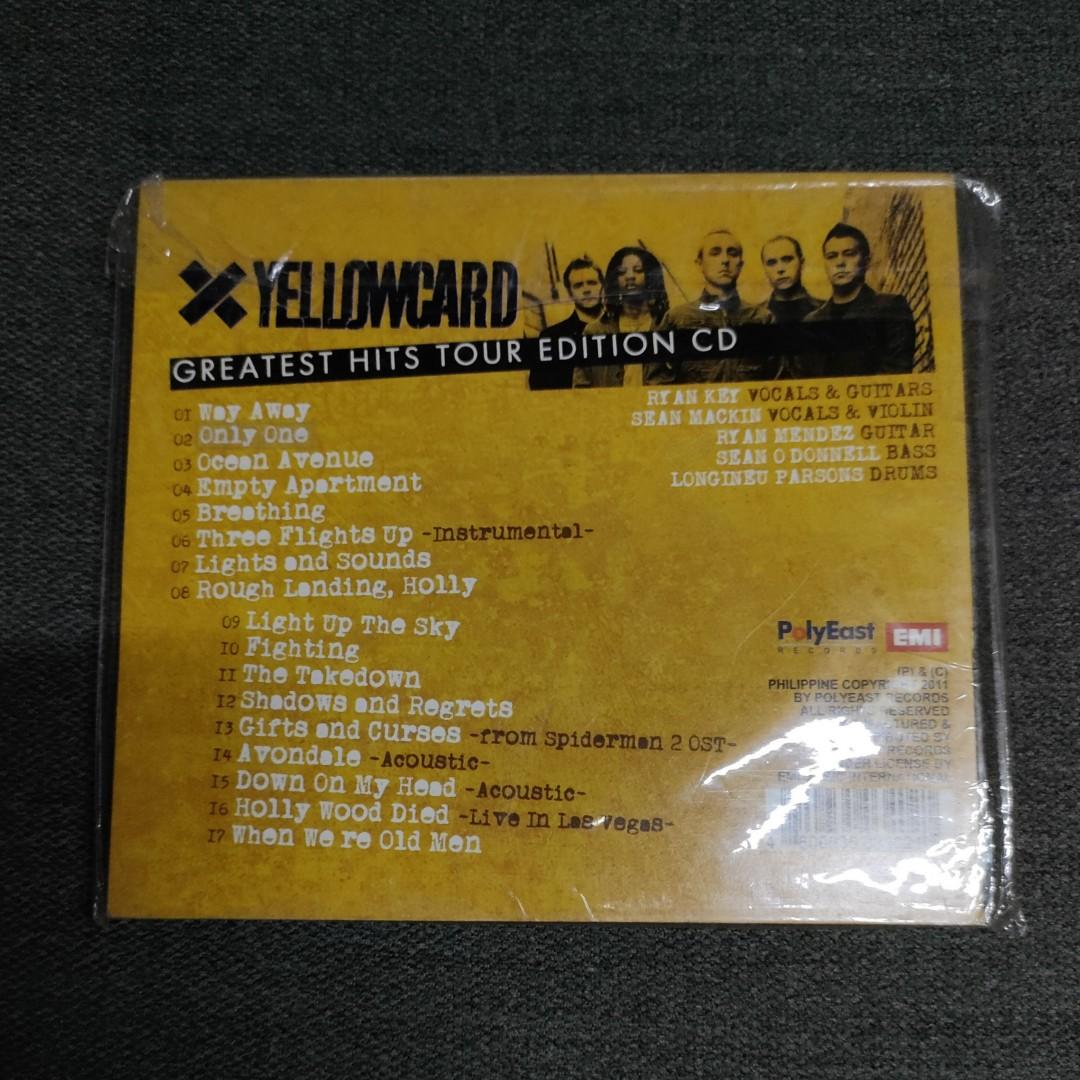 YELLOWCARD
GREATEST HITS TOUR EDITION CD
RYAN KEY VOCALS & GUITARS
SEAN MACKIN VOCALS & VIOLIN
RYAN MENDEZ GUITAR
SEAN O DONNELL BASS
LONGINEU PARSONS DRUMS
01 Way Away
02 Only One
03 Ocean Avenue
04 Empty Apartment
05 Breathing
06 Three Flights Up -Instrumental-
07 Lights and Sounds
08 Rough Landing, Holly
09 Light Up The Sky
10 Fighting
11 The Takedown
12 Shadows and Regrets
13 Gifts and Curses -from Spiderman 2 OST-
14 Avondale -Acoustic-
15 Down On My Head -Acoustic-
16 Holly Wood Died -Live In Las Vegas-
17 When We re Old Men
PolyEast
RECORDS
EMI
(P) & (C)
PHILIPPINE 2011
BY POLYEAST RECORDS
ALL
&
BY
RECORDS
LICENSE BY
INTERNATIONAL